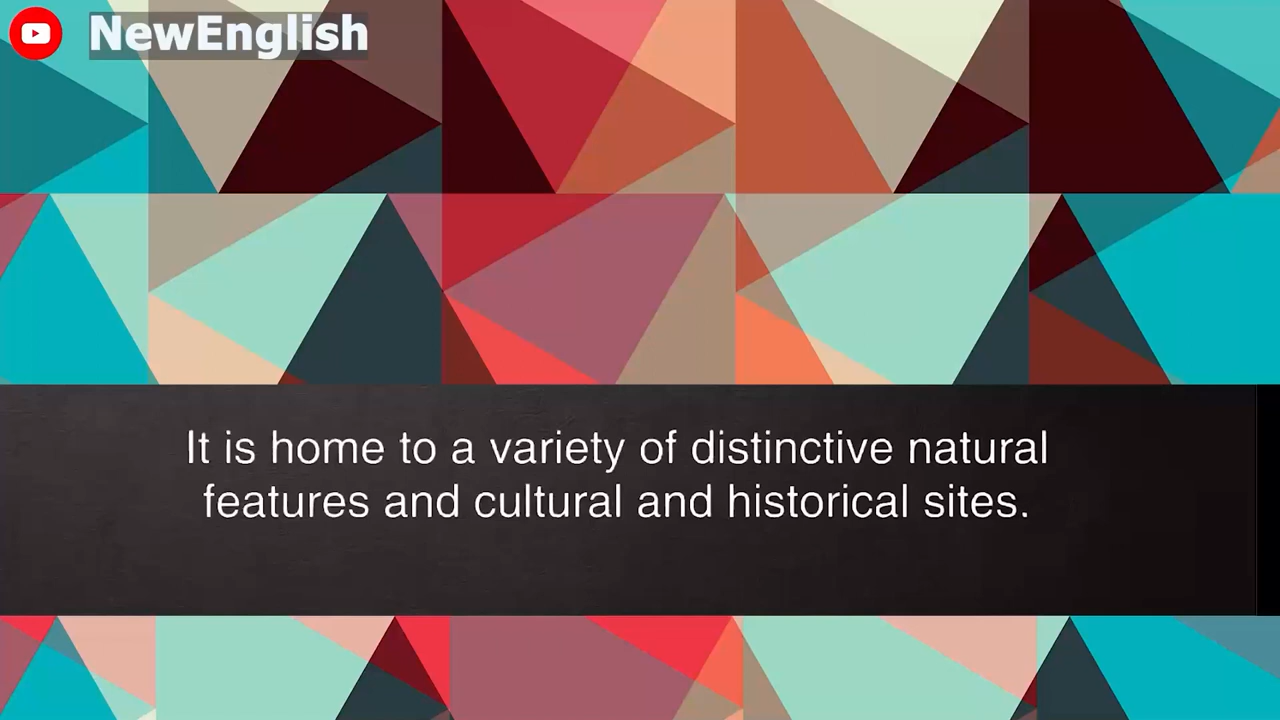 NewEnglish
It is home to a variety of distinctive natural
features and cultural and historical sites.